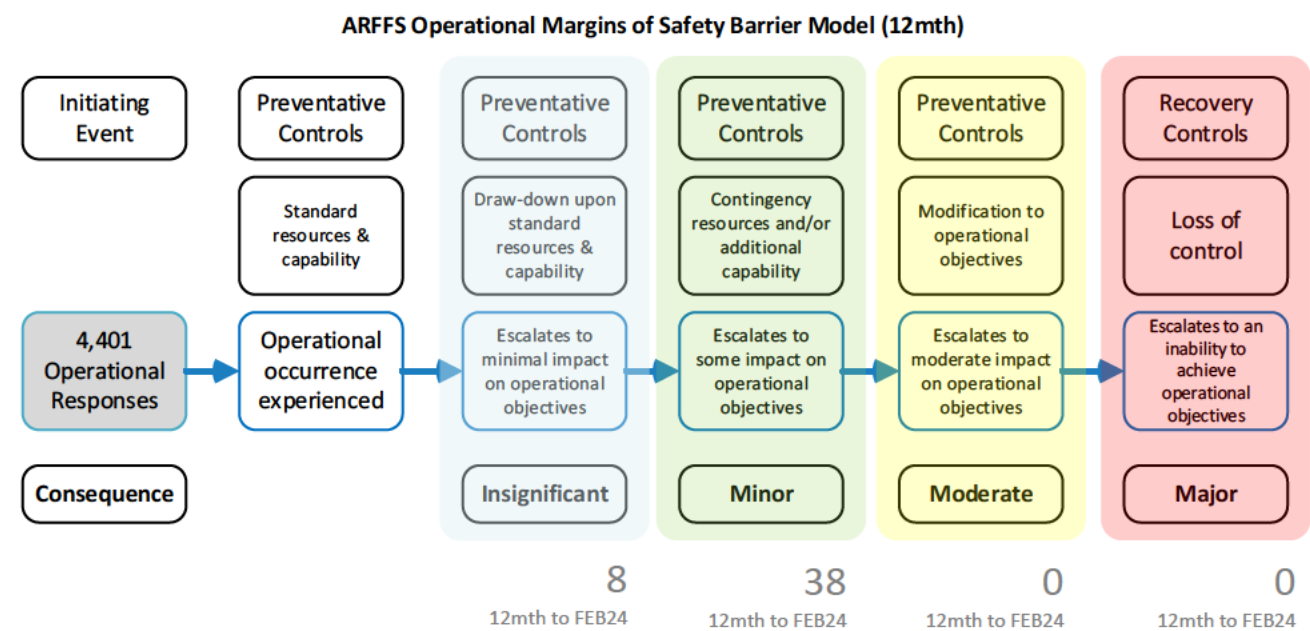 ARFFS Operational Margins of Safety Barrier Model (12mth)
Initiating
Event
Preventative
Controls
Preventative
Controls
Preventative
Controls
Preventative
Controls
Recovery
Controls
Standard
resources &
capability
Draw-down upon
standard
resources &
capability
Contingency
resources and/or
additional
capability
Modification to
operational
objectives
Loss of
control
4,401
Operational
Responses
Operational
occurrence
experienced
Escalates to
minimal impact
on operational
objectives
Escalates to
some impact on
operational
objectives
Escalates to
moderate impact
on operational
objectives
Escalates to an
inability to
achieve
operational
objectives
Consequence
Insignificant
Minor
Moderate
Major
8
12mth to FEB24
38
12mth to FEB24
0
12mth to FEB24
0
12mth to FEB24